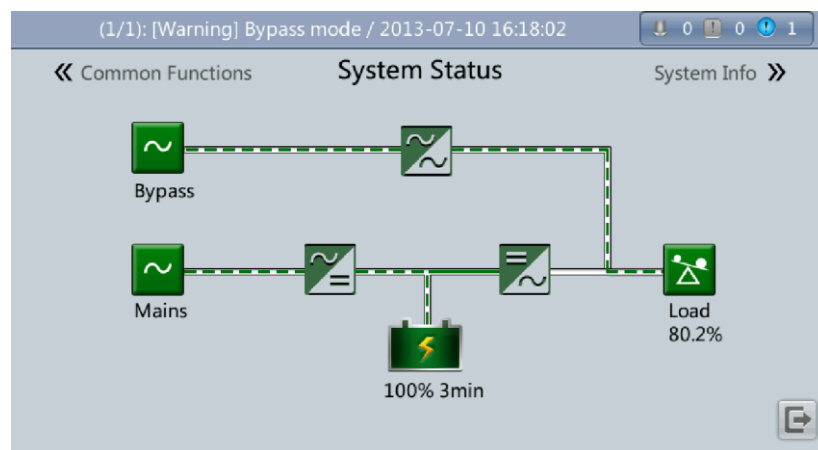 (1/1): [Warning] Bypass mode / 2013-07-10 16:18:02 0 0 1
Common Functions System Status System Info
Bypass
Mains
Load
80.2%
100% 3min